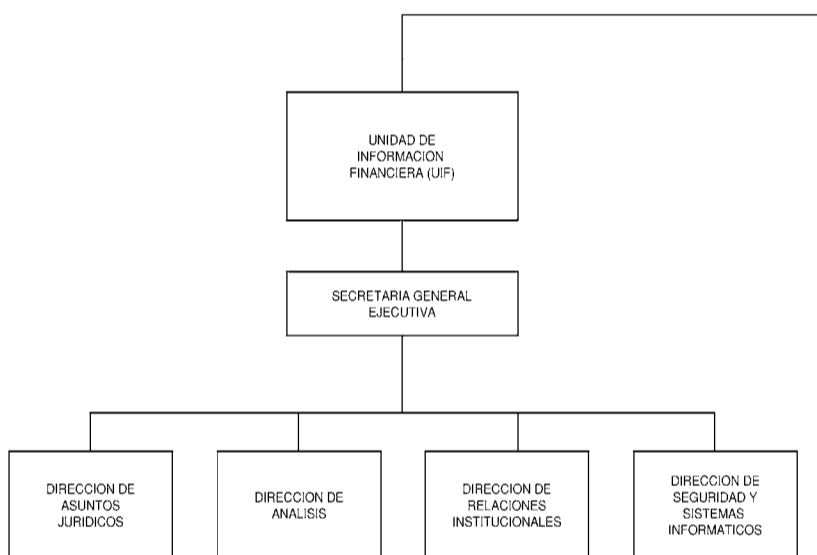 UNIDAD DE
INFORMACION
FINANCIERA (UIF)
SECRETARIA GENERAL
EJECUTIVA
DIRECCION DE
ASUNTOS
JURIDICOS
DIRECCION DE
ANALISIS
DIRECCION DE
RELACIONES
INSTITUCIONALES
DIRECCION DE
SEGURIDAD Y
SISTEMAS
INFORMATICOS